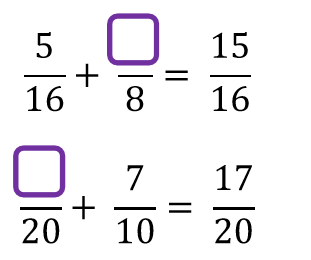 5/16 + □/8 = 15/16
□/20 + 7/10 = 17/20